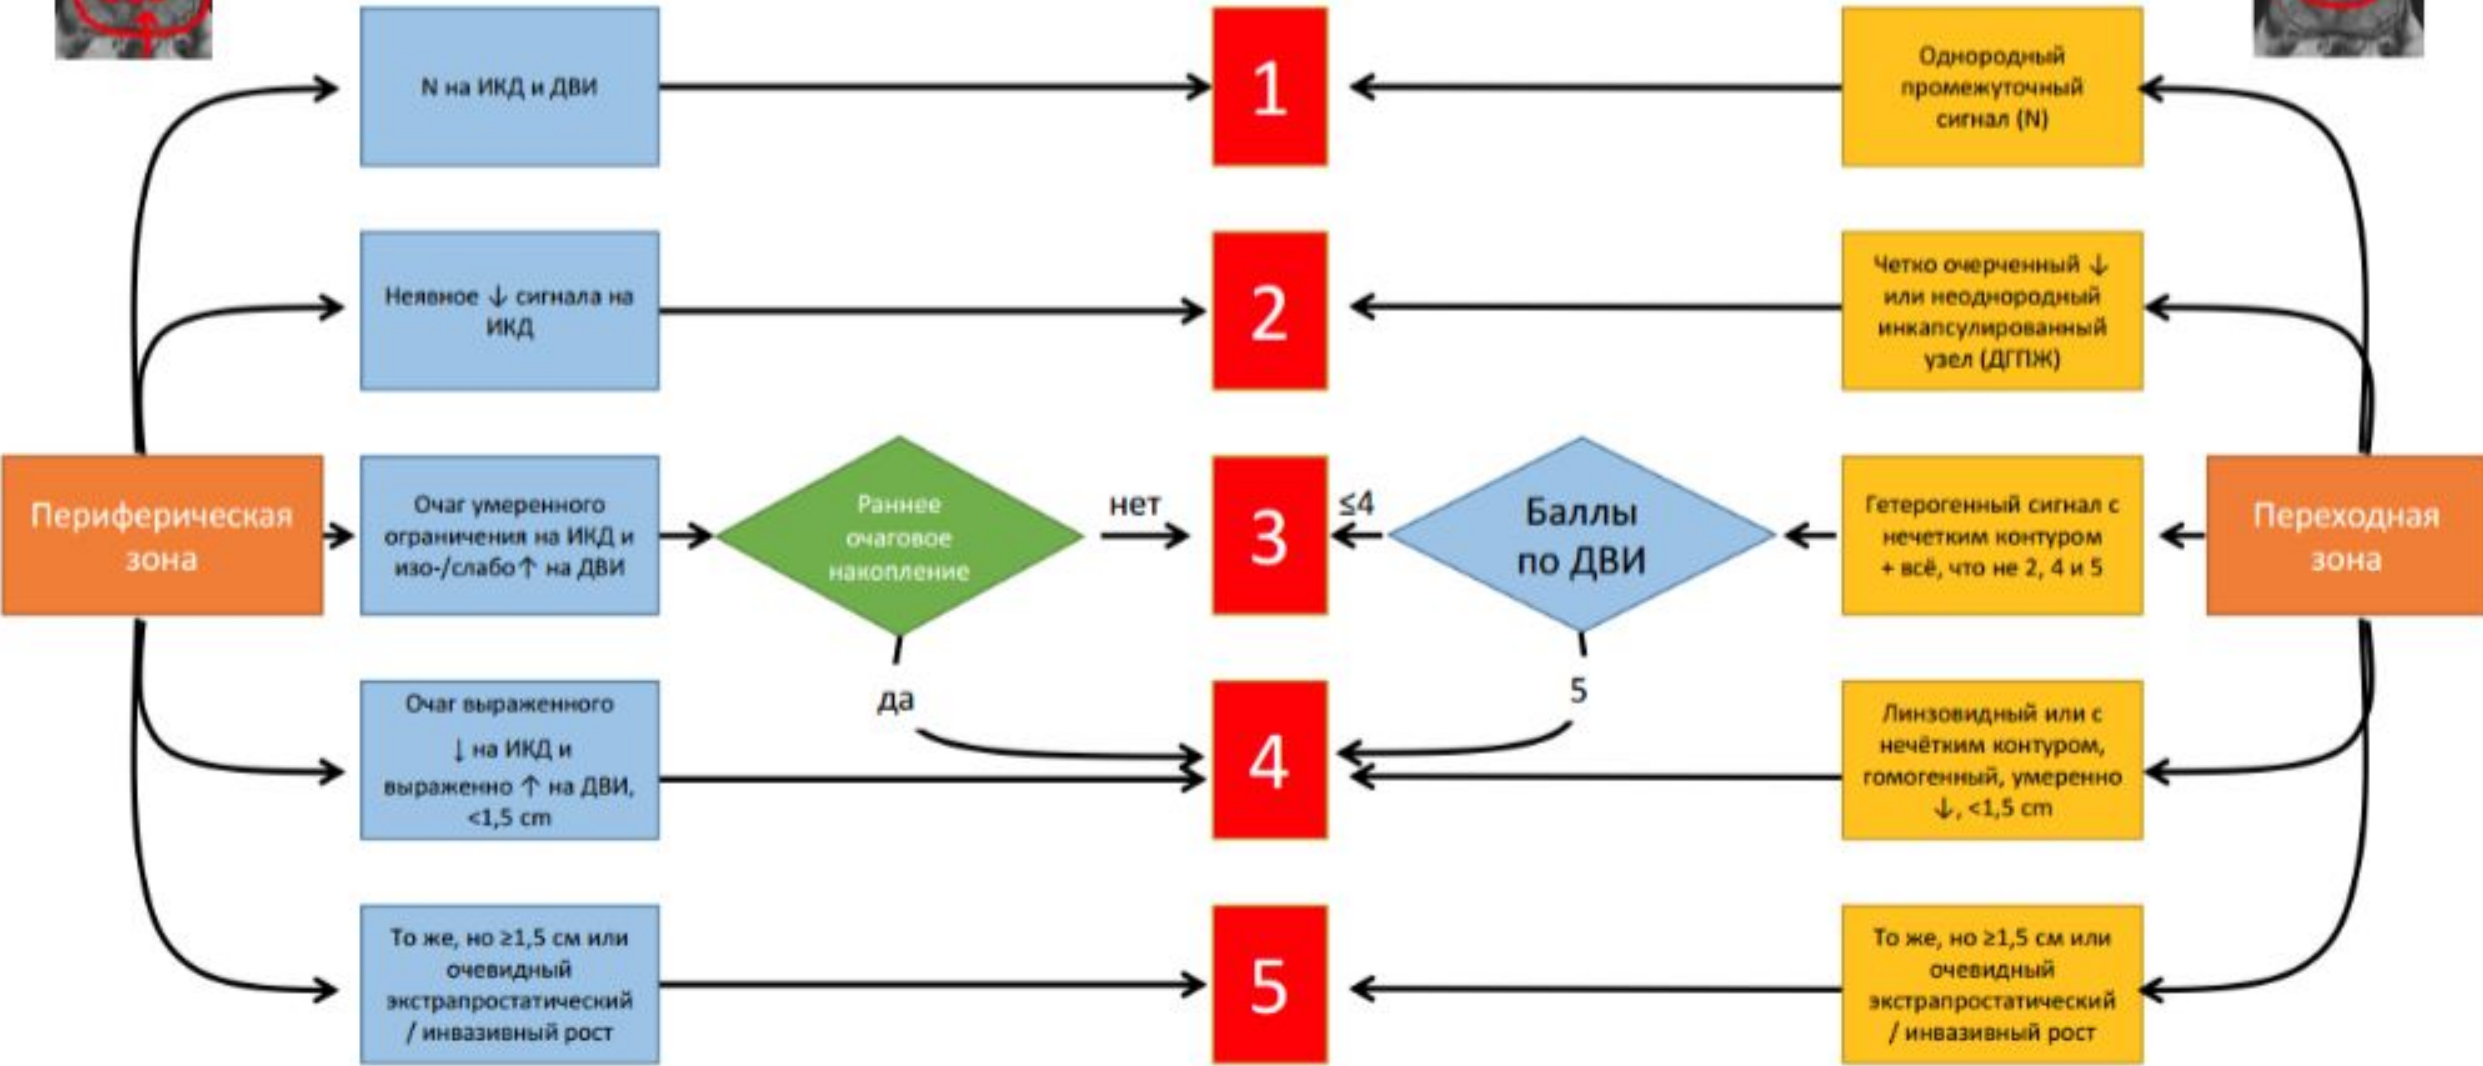 N на ИКД и ДВИ
1
Однородный
промежуточный
сигнал (N)
Неявное ↓ сигнала на
ИКД
2
Четко очерченный ↓
или неоднородный
инкапсулированный
узел (ДГПЖ)
Периферическая
зона
Очаг умеренного
ограничения на ИКД и
изо-/слабо↑ на ДВИ
Раннее
очаговое
накопление
нет
3
≤4
Баллы
по ДВИ
Гетерогенный сигнал с
нечетким контуром
+ всё, что не 2, 4 и 5
Переходная
зона
да
5
Очаг выраженного
↓ на ИКД и
выраженно ↑ на ДВИ,
<1,5 cm
4
Линзовидный или с
нечётким контуром,
гомогенный, умеренно
↓, <1,5 cm
То же, но ≥1,5 см или
очевидный
экстрапростатический
/ инвазивный рост
5
То же, но ≥1,5 см или
очевидный
экстрапростатический
/ инвазивный рост